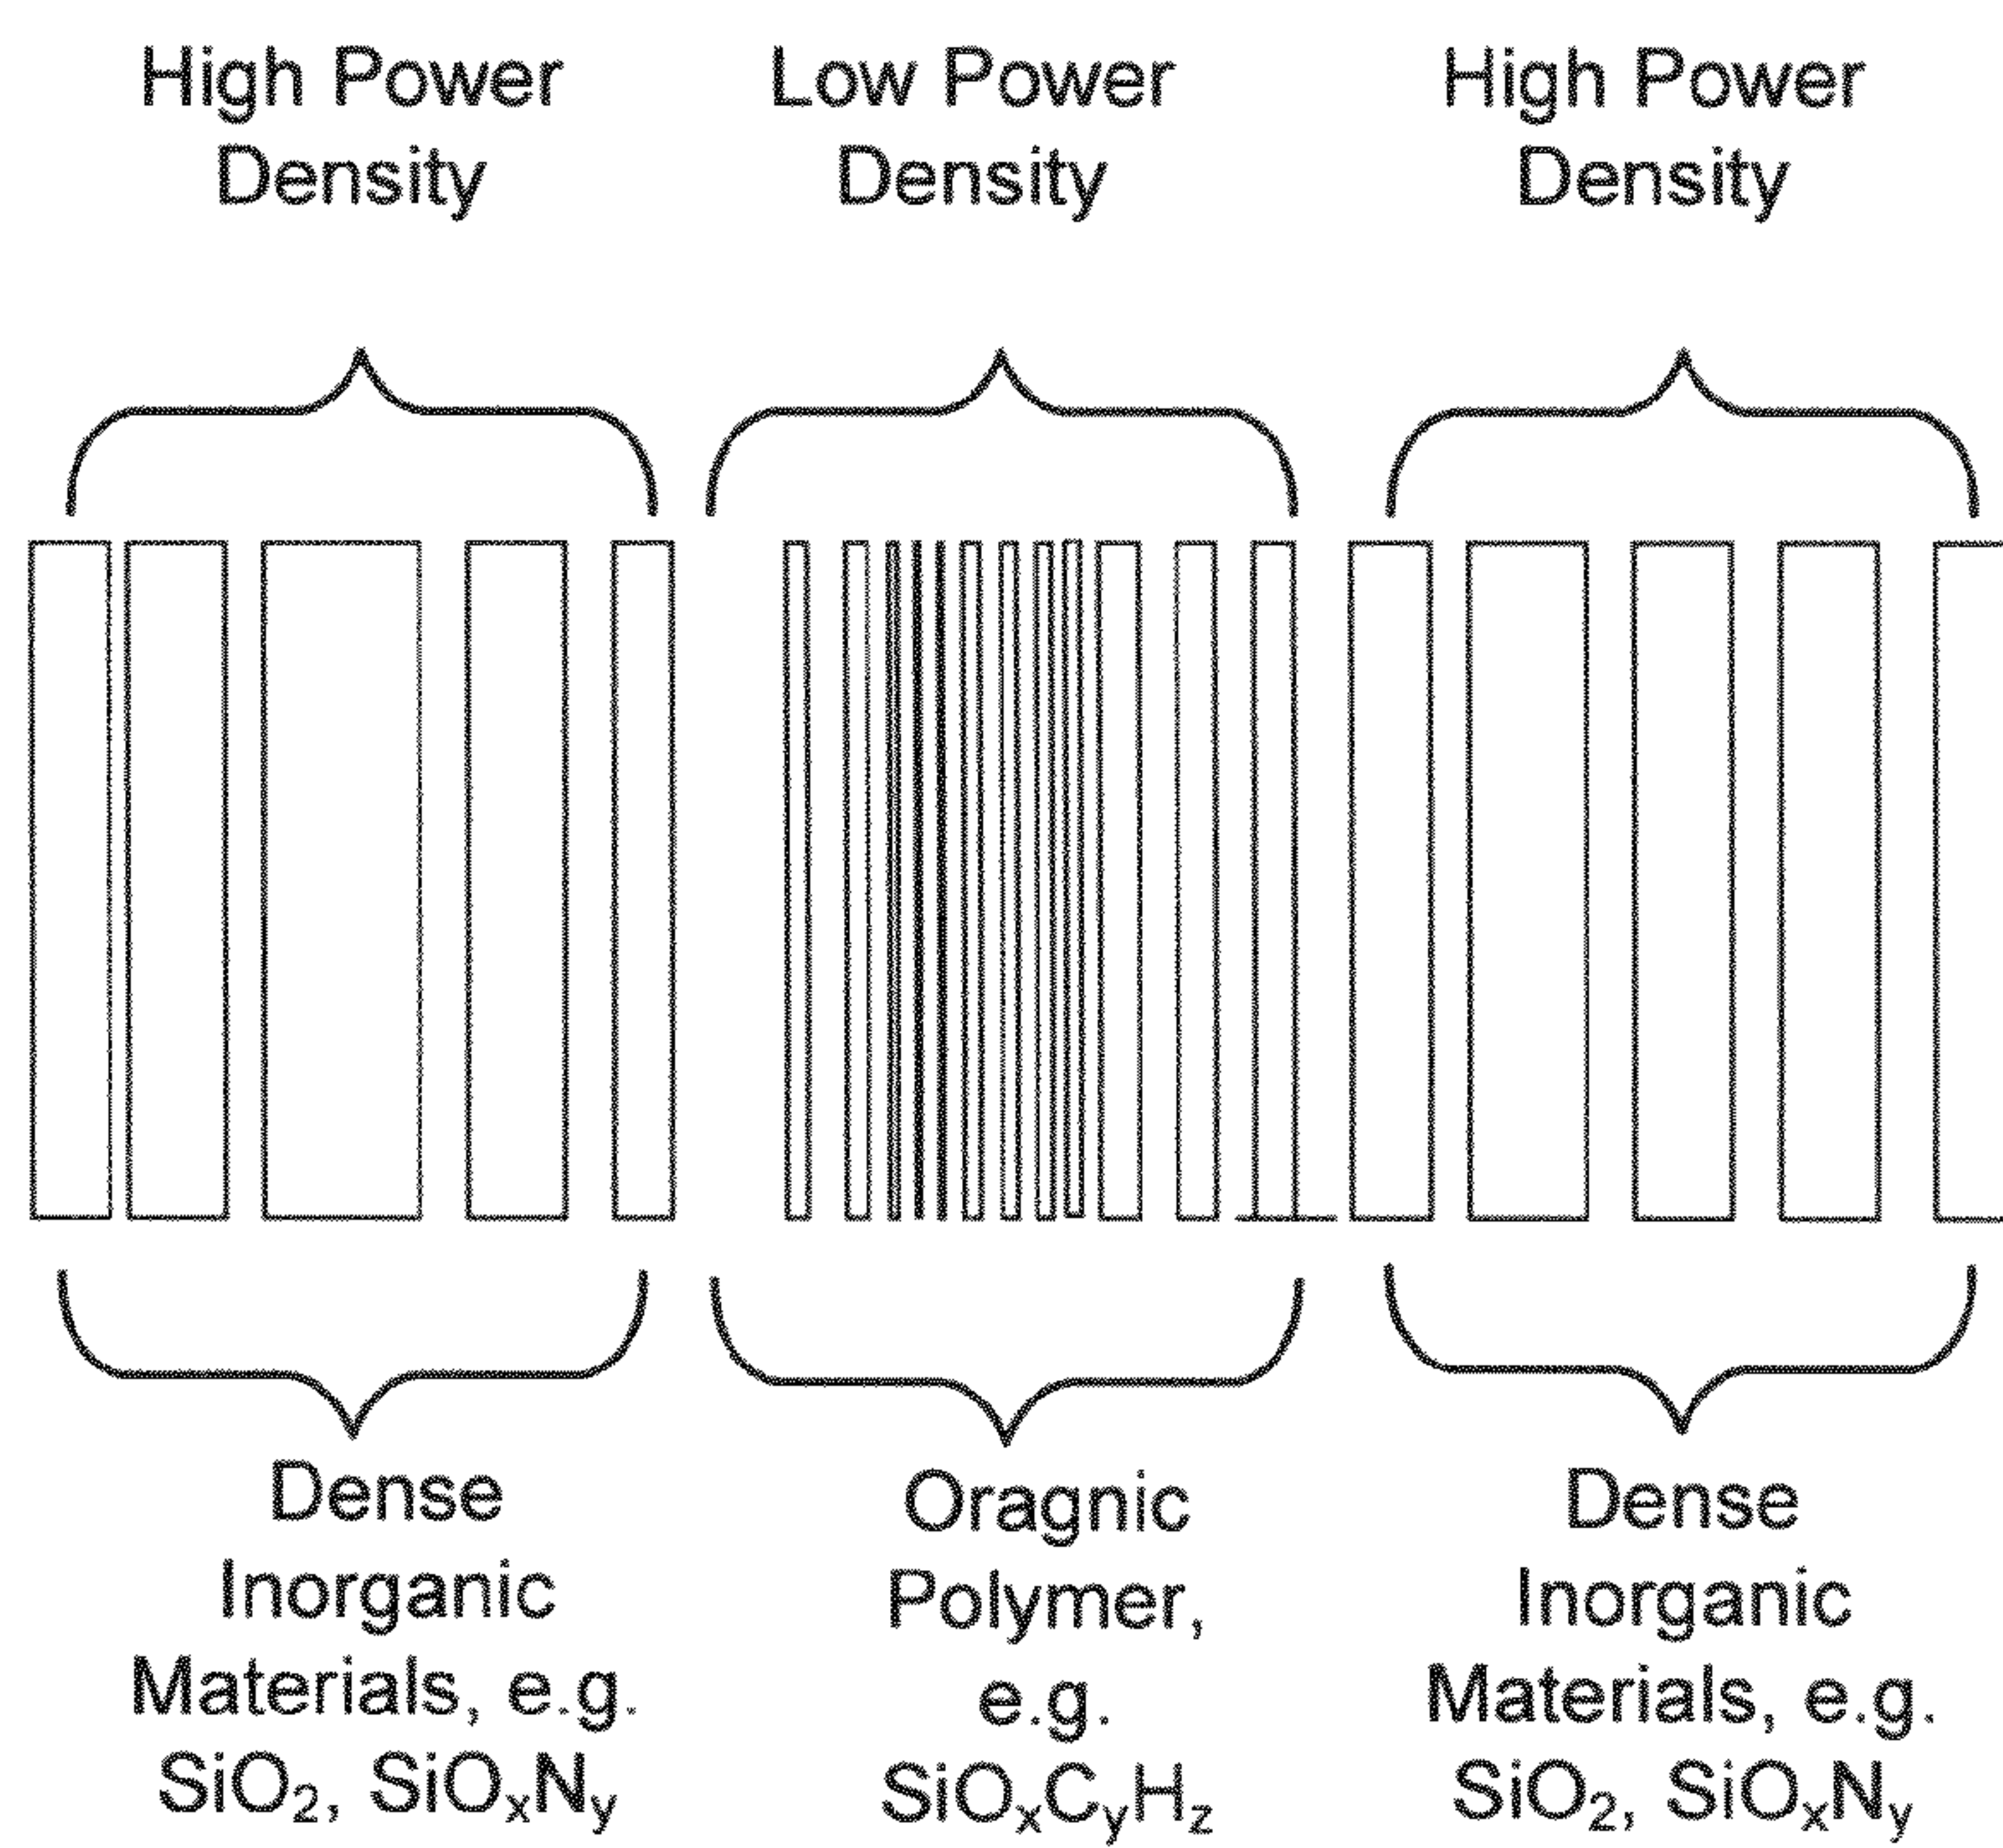 High Power
Density
Low Power
Density
High Power
Density
Dense
Inorganic
Materials, e.g.
SiO₂, SiOₓNᵧ
Oragnic
Polymer,
e.g.
SiOₓCᵧH_z
Dense
Inorganic
Materials, e.g.
SiO₂, SiOₓNᵧ